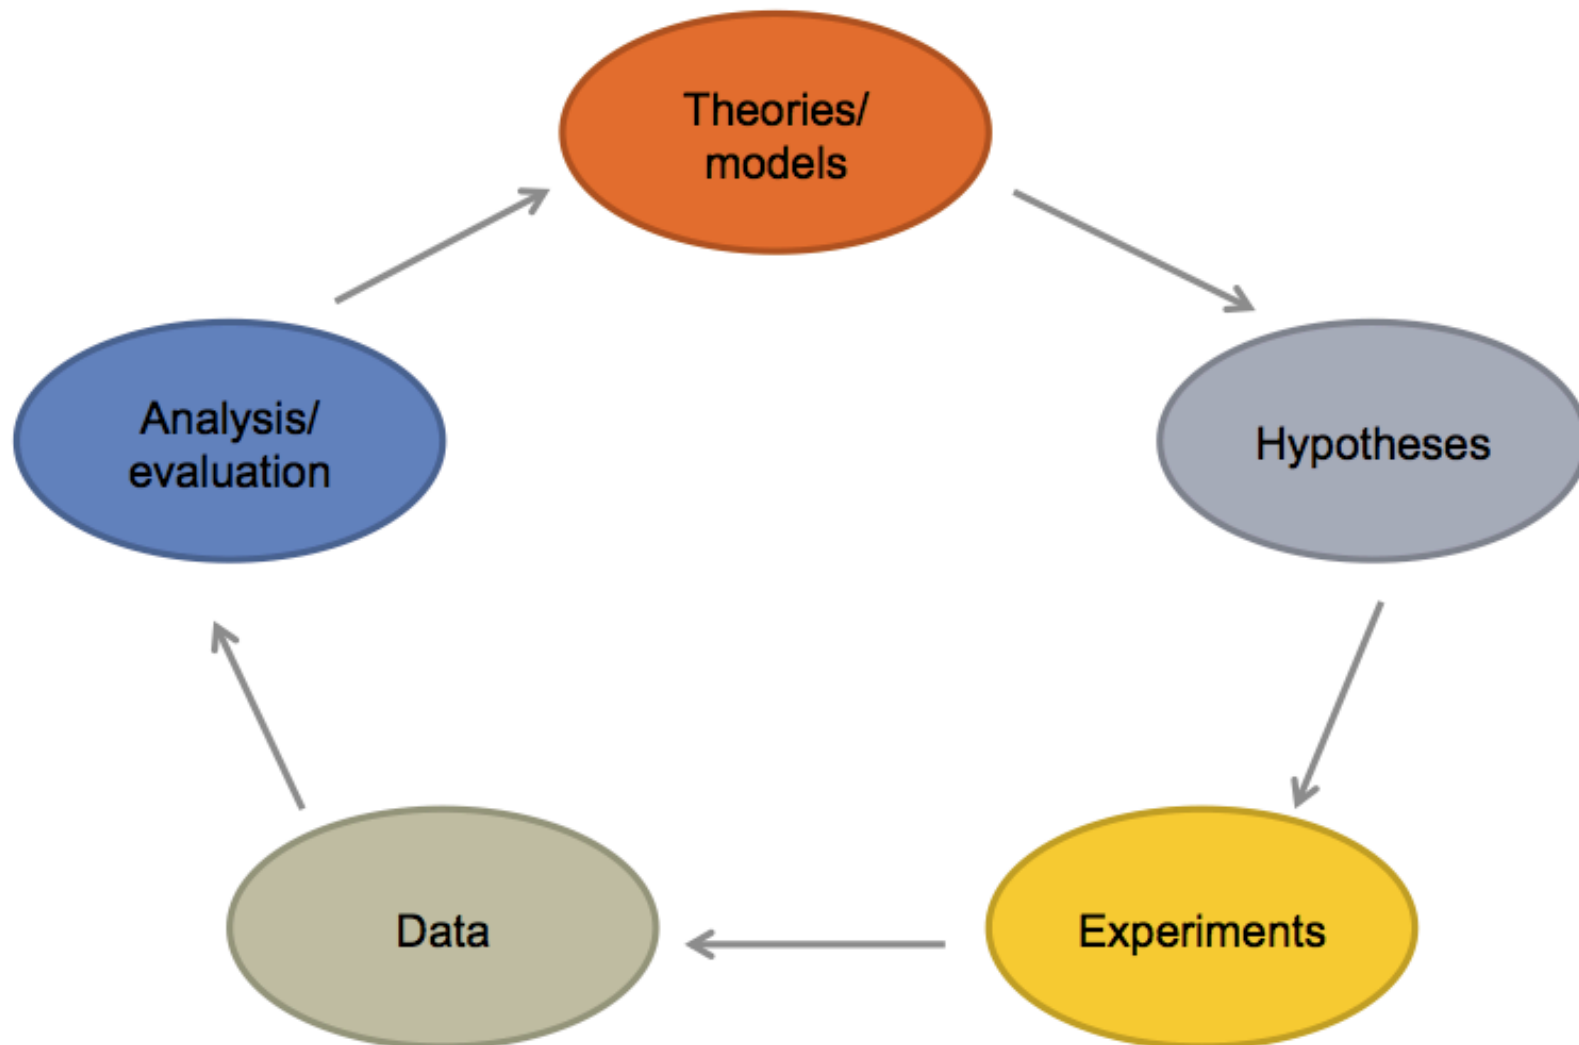 Theories/
models
Hypotheses
Experiments
Data
Analysis/
evaluation